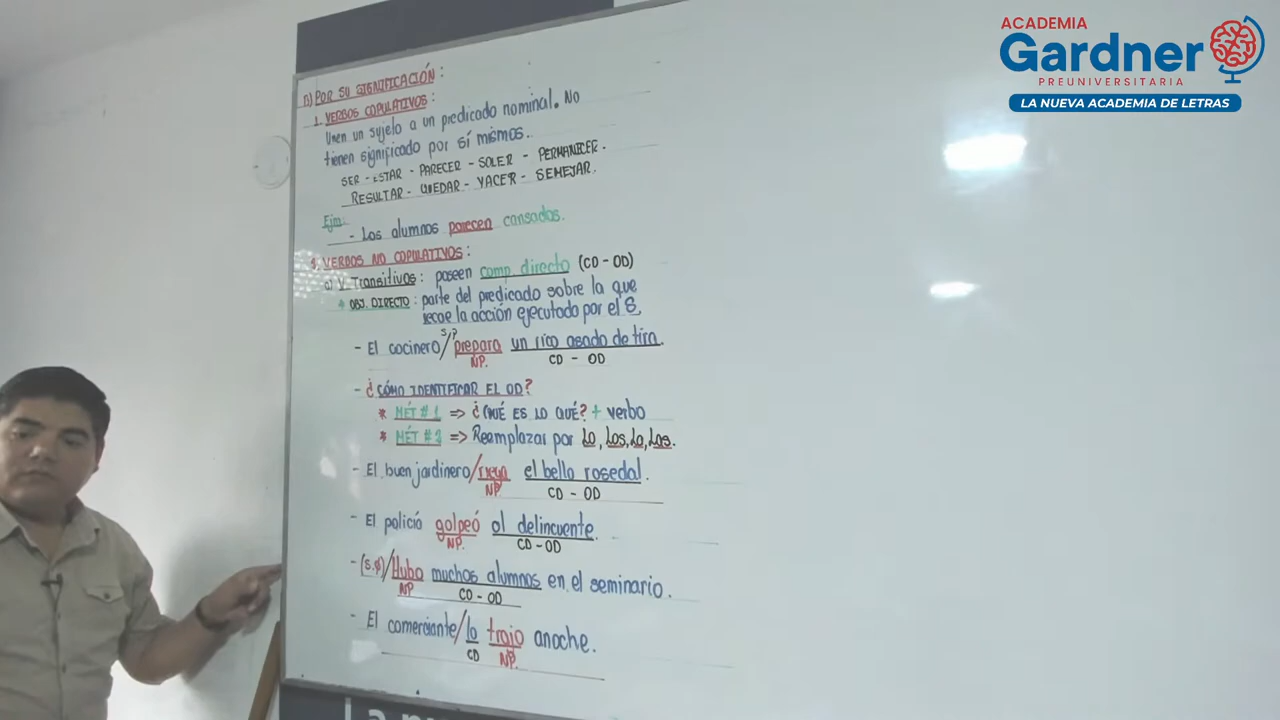 ACADEMIA
Gardner
PREUNIVERSITARIA
LA NUEVA ACADEMIA DE LETRAS
POR SU SIGNIFICACIÓN:
1. VERBOS COPULATIVOS:
Unen un sujeto a un predicado nominal. No
tienen significado por sí mismos.
SER - ESTAR - PARECER - SOLER - PERMANECER.
RESULTAR - QUEDAR - YACER - SEMEJAR.
Ejm:
- Los alumnos parecen cansados.
VERBOS NO COPULATIVOS:
a) V. Transitivos: poseen comp. directo (CD - OD)
* OBJ. DIRECTO: parte del predicado sobre la que
recae la acción ejecutado por el S.
S/P
- El cocinero/prepara un rico asado de tira.
NP. CD - OD
- ¿CÓMO IDENTIFICAR EL OD?
* MÉT # 1 => ¿QUÉ ES LO QUÉ? + verbo
* MÉT # 2 => Reemplazar por Lo, Los, La, Las.
- El buen jardinero/riega el bello rosedal.
NP CD - OD
- El policía golpeó al delincuente.
NP. CD-OD
- (S.∅)/Hubo muchos alumnos en el seminario.
NP CD - OD
- El comerciante/lo trajo anoche.
CD NP.